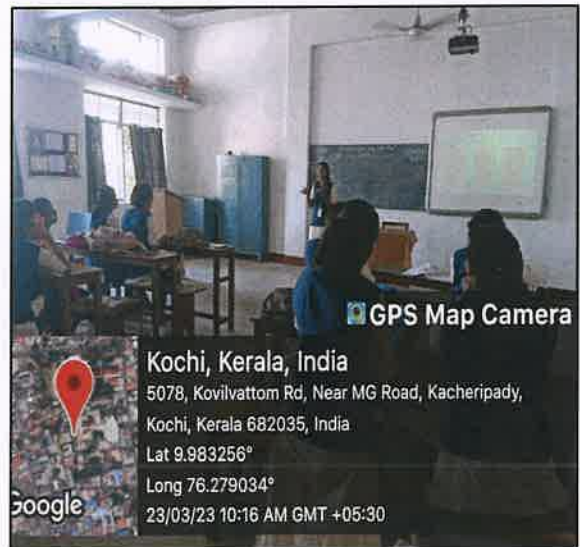 GPS Map Camera
Kochi, Kerala, India
5078, Kovilvattom Rd, Near MG Road, Kacheripady,
Kochi, Kerala 682035, India
Lat 9.983256°
Long 76.279034°
23/03/23 10:16 AM GMT +05:30
Google